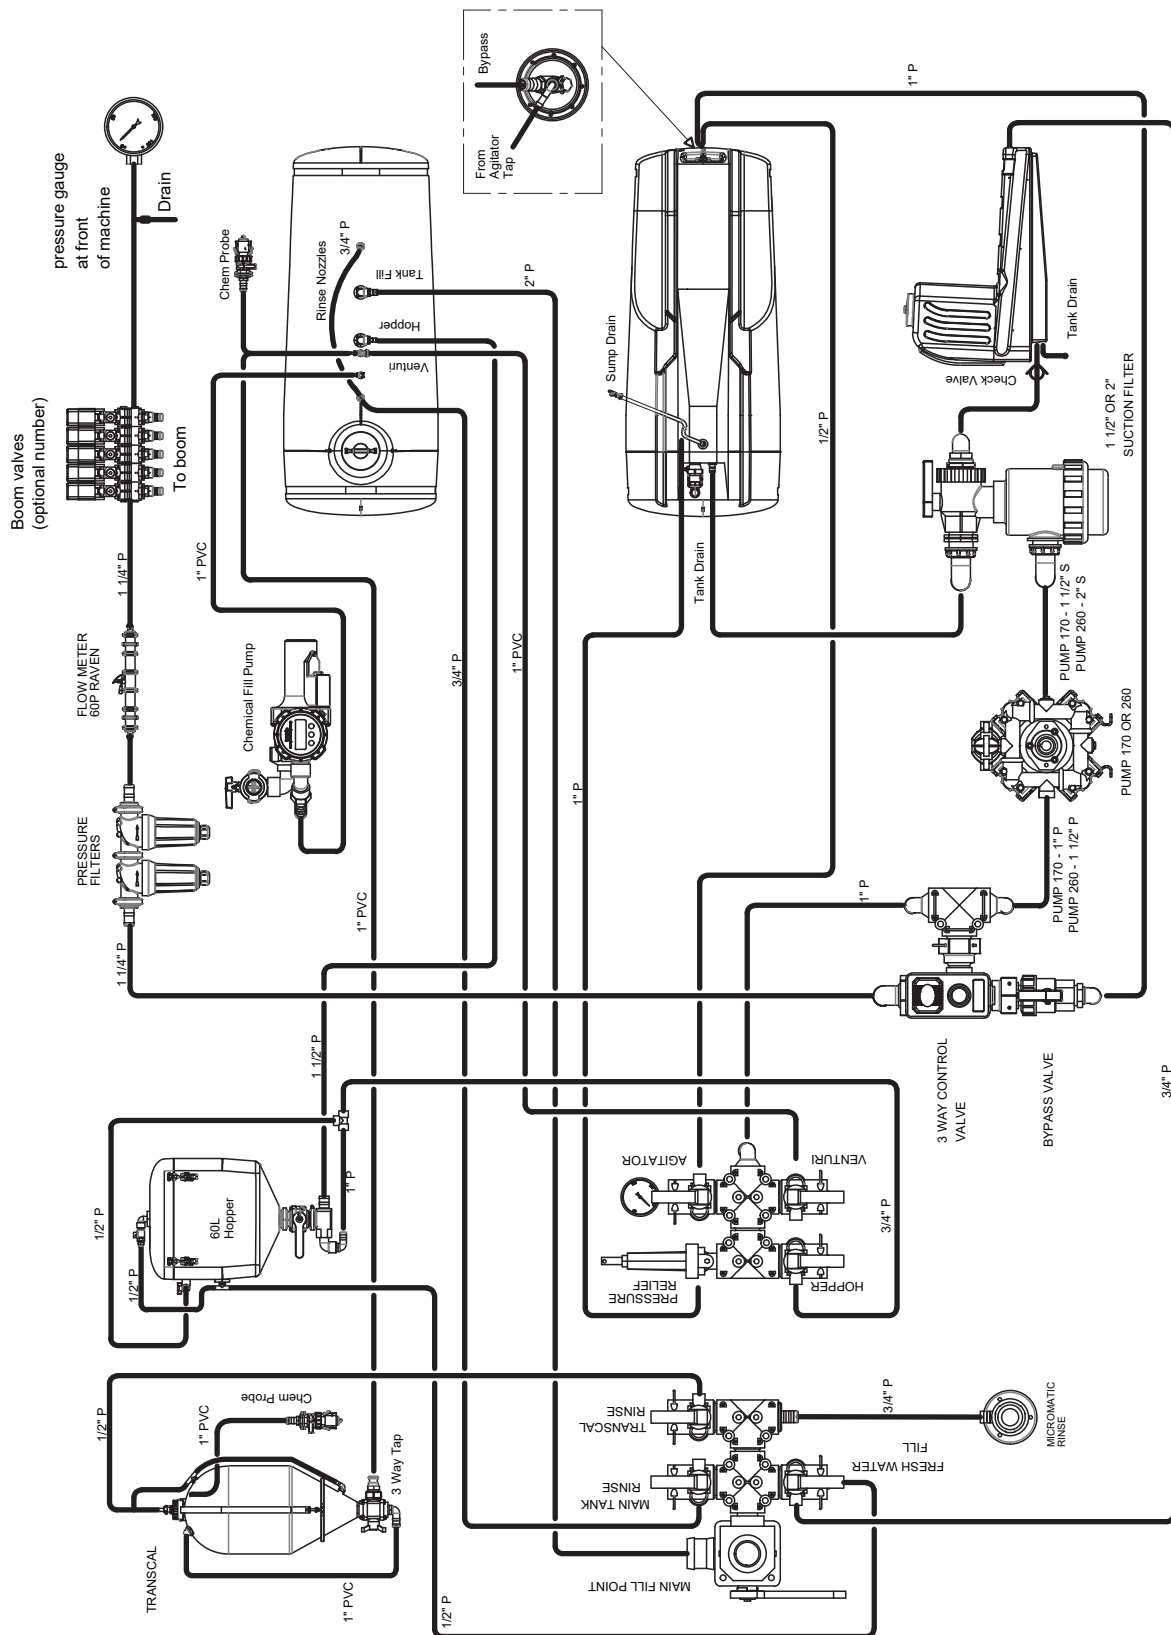 pressure gauge
at front
of machine
Drain
Boom valves
(optional number)
To boom
1 1/4" P
FLOW METER
60P RAVEN
PRESSURE
FILTERS
1 1/4" P
Chem Probe
Rinse Nozzles
3/4" P
Tank Fill
Hopper
Venturi
2" P
1" PVC
Chemical Fill Pump
3/4" P
1" PVC
1" PVC
Bypass
From
Agitator
Tap
1" P
Sump Drain
1/2" P
Tank Drain
1" P
Check Valve
Tank Drain
1 1/2" OR 2"
SUCTION FILTER
PUMP 170 - 1 1/2" S
PUMP 260 - 2" S
PUMP 170 OR 260
PUMP 170 - 1" P
PUMP 260 - 1 1/2" P
1" P
3 WAY CONTROL
VALVE
BYPASS VALVE
3/4" P
1 1/2" P
1/2" P
60L
Hopper
1/2" P
1" P
AGITATOR
VENTURI
PRESSURE
RELIEF
HOPPER
3/4" P
1/2" P
1" PVC
Chem Probe
3 Way Tap
TRANSCAL
1" PVC
1/2" P
TRANSCAL
RINSE
MAIN TANK
RINSE
MAIN FILL POINT
FRESH WATER
FILL
3/4" P
MICROMATIC
RINSE